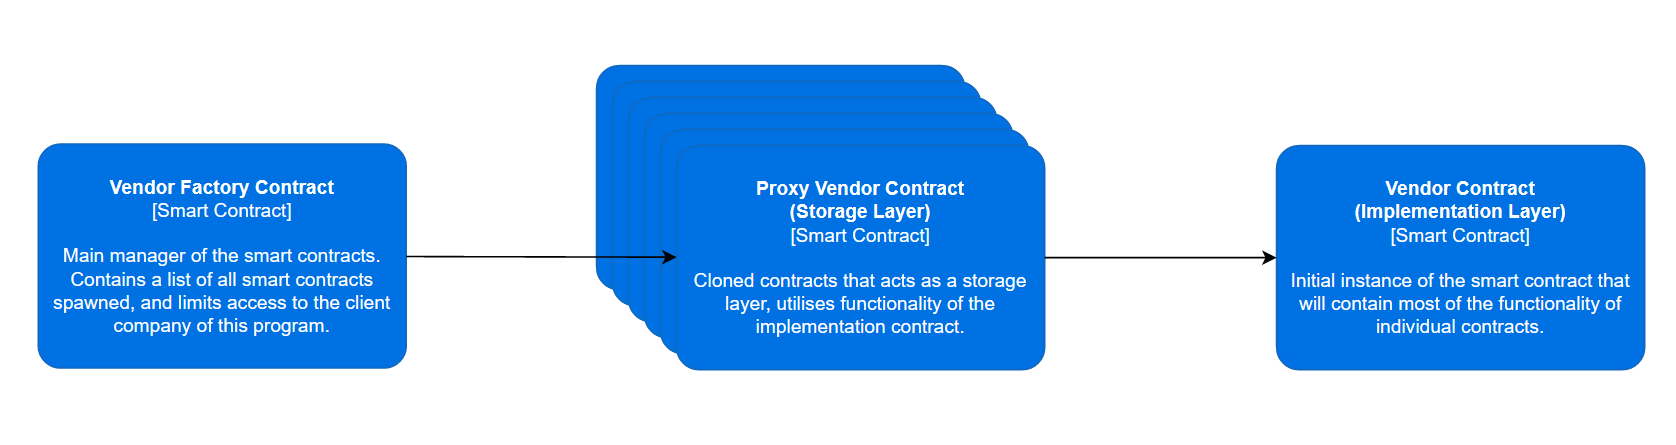 Vendor Factory Contract
[Smart Contract]
Main manager of the smart contracts.
Contains a list of all smart contracts
spawned, and limits access to the client
company of this program.
Proxy Vendor Contract
(Storage Layer)
[Smart Contract]
Cloned contracts that acts as a storage
layer, utilises functionality of the
implementation contract.
Vendor Contract
(Implementation Layer)
[Smart Contract]
Initial instance of the smart contract that
will contain most of the functionality of
individual contracts.